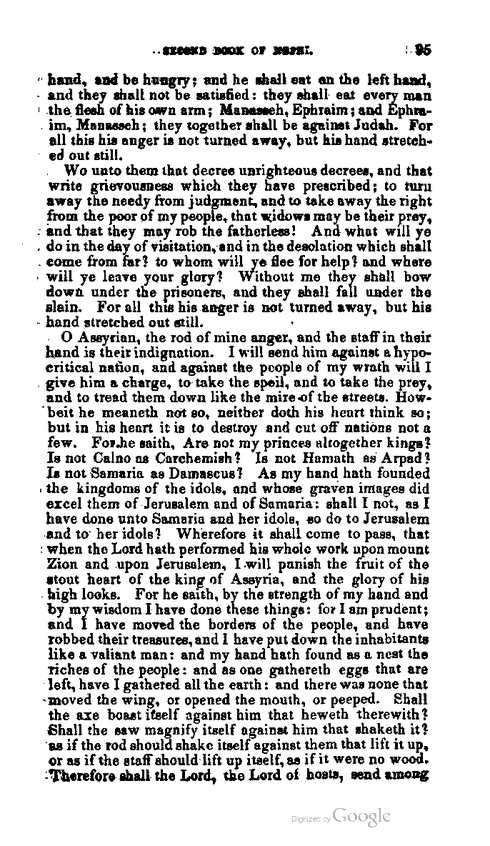 SECOND BOOK OF NEPHI. 95
hand, and be hungry; and he shall eat on the left hand,
and they shall not be satisfied: they shall eat every man
the flesh of his own arm; Manasseh, Ephraim; and Ephra-
im, Manasseh; they together shall be against Judah. For
all this his anger is not turned away, but his hand stretch-
ed out still.
Wo unto them that decree unrighteous decrees, and that
write grievousness which they have prescribed; to turn
away the needy from judgment, and to take away the right
from the poor of my people, that widows may be their prey,
and that they may rob the fatherless! And what will ye
do in the day of visitation, and in the desolation which shall
come from far? to whom will ye flee for help? and where
will ye leave your glory? Without me they shall bow
down under the prisoners, and they shall fall under the
slain. For all this his anger is not turned away, but his
hand stretched out still.
O Assyrian, the rod of mine anger, and the staff in their
hand is their indignation. I will send him against a hypo-
critical nation, and against the people of my wrath will I
give him a charge, to take the spoil, and to take the prey,
and to tread them down like the mire of the streets. How-
beit he meaneth not so, neither doth his heart think so;
but in his heart it is to destroy and cut off nations not a
few. For he saith, Are not my princes altogether kings?
Is not Calno as Carchemish? Is not Hamath as Arpad?
Is not Samaria as Damascus? As my hand hath founded
the kingdoms of the idols, and whose graven images did
excel them of Jerusalem and of Samaria: shall I not, as I
have done unto Samaria and her idols, so do to Jerusalem
and to her idols? Wherefore it shall come to pass, that
when the Lord hath performed his whole work upon mount
Zion and upon Jerusalem, I will punish the fruit of the
stout heart of the king of Assyria, and the glory of his
high looks. For he saith, by the strength of my hand and
by my wisdom I have done these things: for I am prudent;
and I have moved the borders of the people, and have
robbed their treasures, and I have put down the inhabitants
like a valiant man: and my hand hath found as a nest the
riches of the people: and as one gathereth eggs that are
left, have I gathered all the earth: and there was none that
moved the wing, or opened the mouth, or peeped. Shall
the axe boast itself against him that heweth therewith?
Shall the saw magnify itself against him that shaketh it?
as if the rod should shake itself against them that lift it up,
or as if the staff should lift up itself, as if it were no wood.
Therefore shall the Lord, the Lord of hosts, send among
Digitized by Google